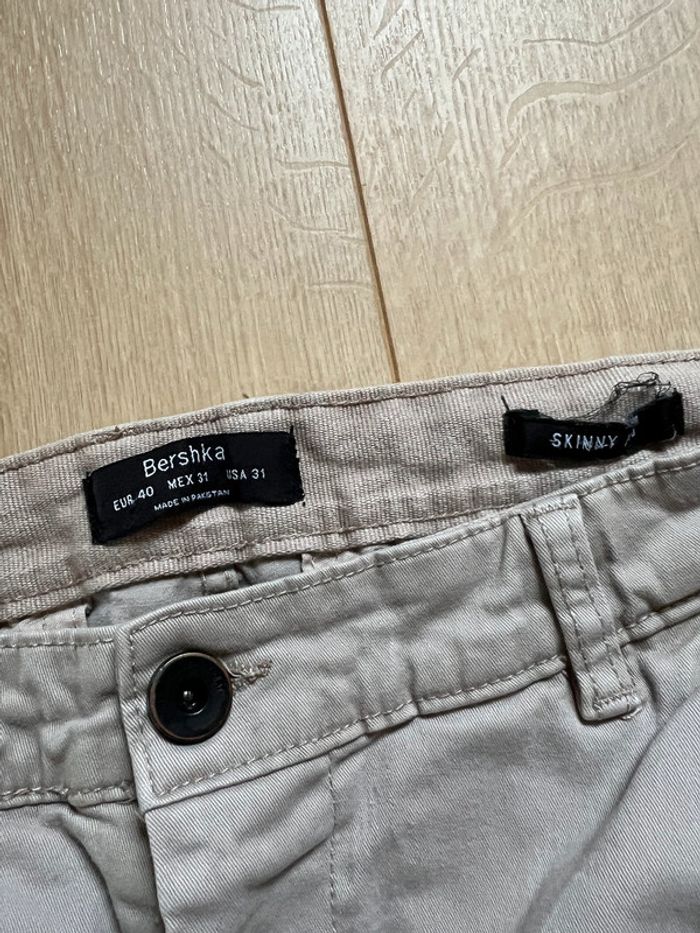 Bershka
EUR 40 MEX 31 USA 31
MADE IN PAKISTAN
SKINNY